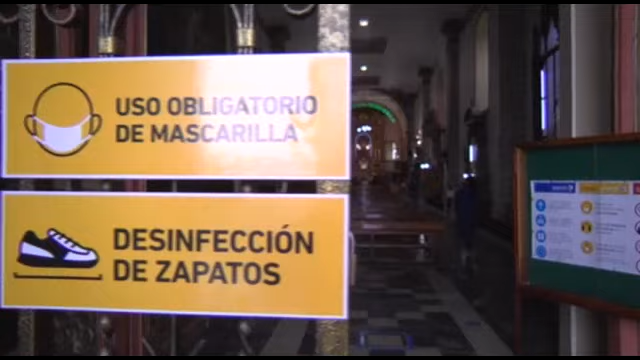 USO OBLIGATORIO
DE MASCARILLA
DESINFECCIÓN
DE ZAPATOS